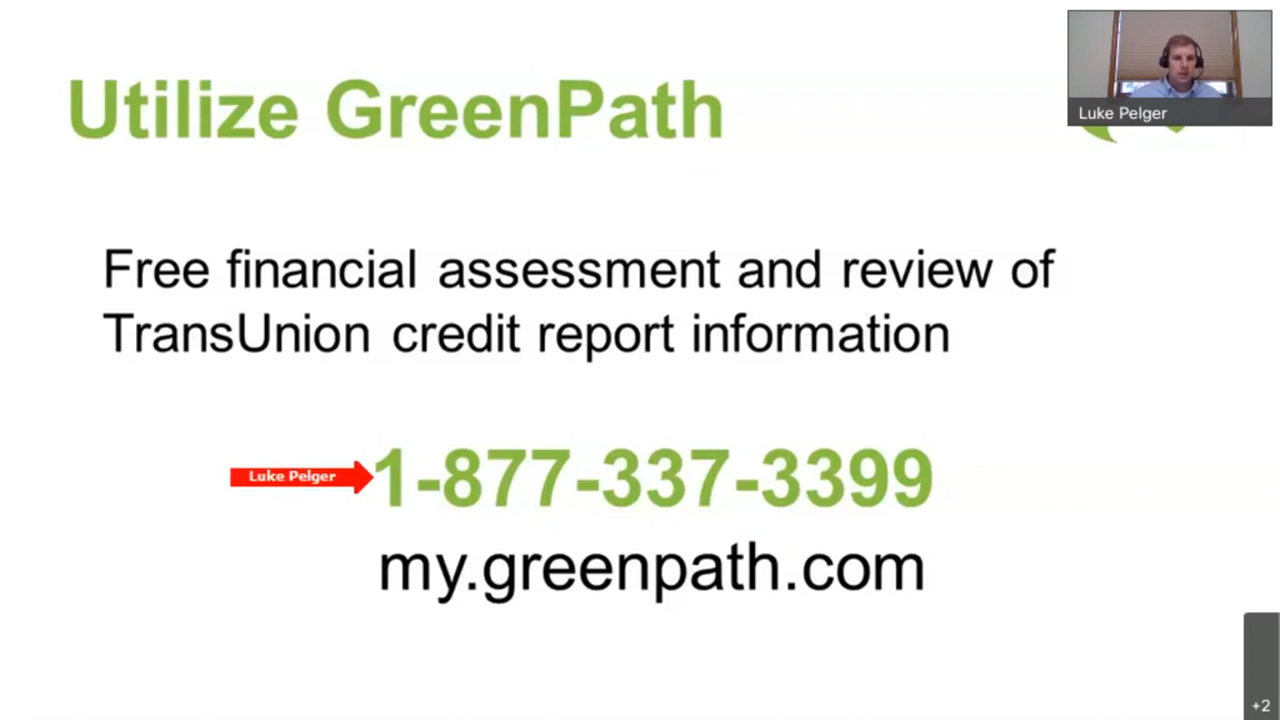 Utilize GreenPath
Luke Pelger
Free financial assessment and review of
TransUnion credit report information
Luke Pelger
1-877-337-3399
my.greenpath.com
+2